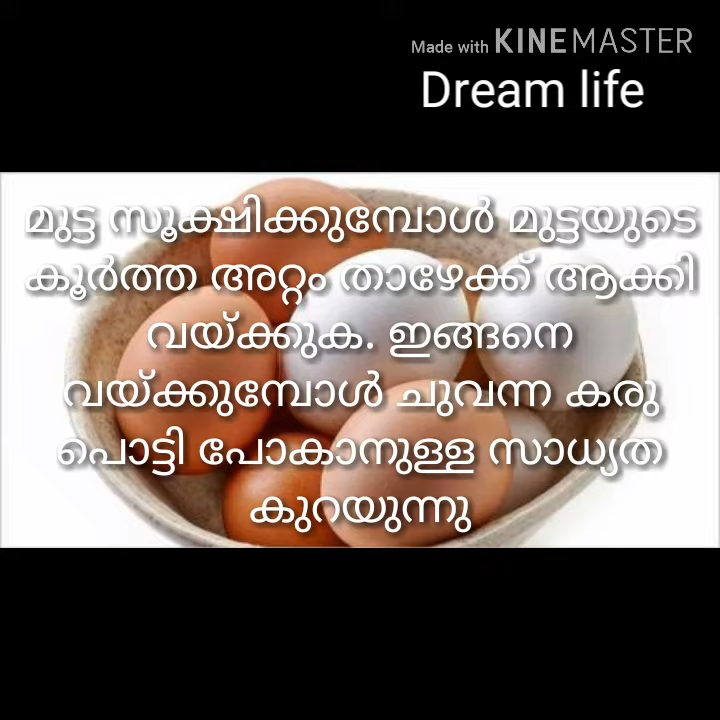 Made with KINEMASTER
Dream life
മുട്ട സൂക്ഷിക്കുമ്പോൾ മുട്ടയുടെ
കൂർത്ത അറ്റം താഴേക്ക് ആക്കി
വയ്ക്കുക. ഇങ്ങനെ
വയ്ക്കുമ്പോൾ ചുവന്ന കരു
പൊട്ടി പോകാനുള്ള സാധ്യത
കുറയുന്നു